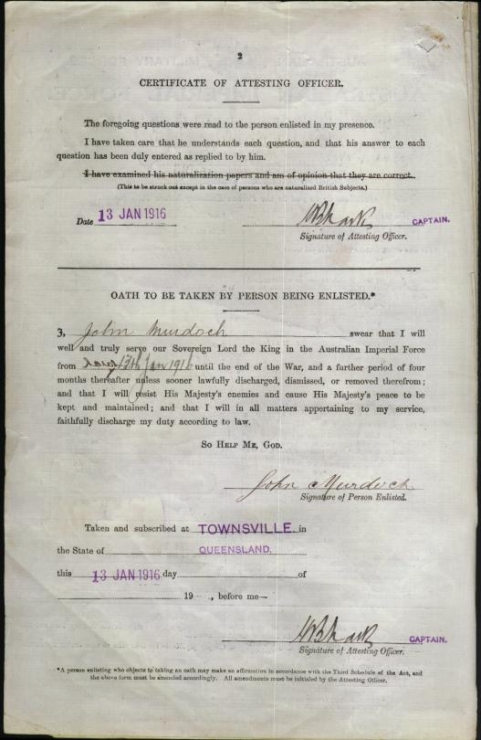 2
CERTIFICATE OF ATTESTING OFFICER.
The foregoing questions were read to the person enlisted in my presence.
I have taken care that he understands each question, and that his answer to each
question has been duly entered as replied to by him.
I have examined his naturalization papers and am of opinion that they are correct.
(This to be struck out except in the case of persons who are naturalized British Subjects.)
Date 13 JAN 1916
CAPTAIN.
Signature of Attesting Officer.
OATH TO BE TAKEN BY PERSON BEING ENLISTED.*
3, John Murdoch swear that I will
well and truly serve our Sovereign Lord the King in the Australian Imperial Force
from 13th Jan 1916 until the end of the War, and a further period of four
months thereafter unless sooner lawfully discharged, dismissed, or removed therefrom;
and that I will resist His Majesty's enemies and cause His Majesty's peace to be
kept and maintained; and that I will in all matters appertaining to my service,
faithfully discharge my duty according to law.
SO HELP ME, GOD.
John Murdoch
Signature of Person Enlisted.
Taken and subscribed at TOWNSVILLE in
the State of QUEENSLAND.
this 13 JAN 1916 day of
19 , before me—
CAPTAIN.
Signature of Attesting Officer.
*A person enlisting who objects to taking an oath may make an affirmation in accordance with the Third Schedule of the Act, and
the above form must be amended accordingly. All amendments must be initialed by the Attesting Officer.